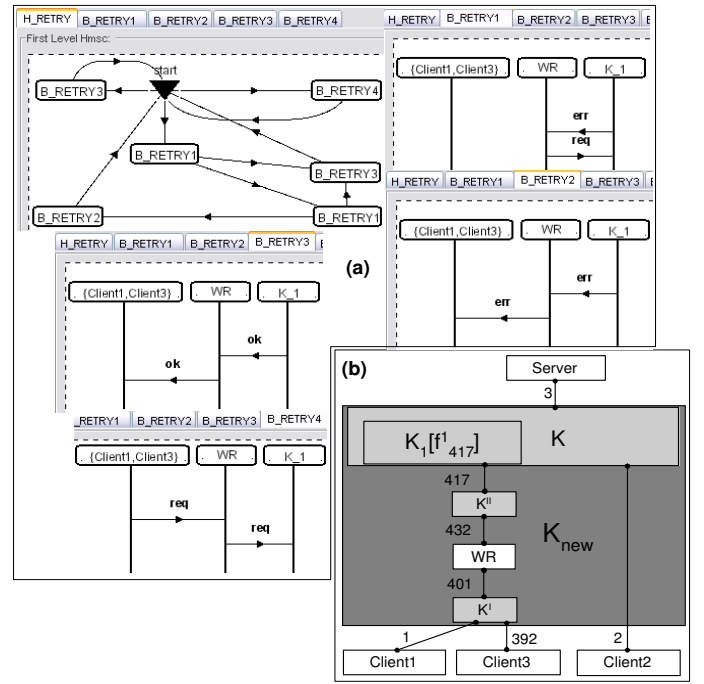 H_RETRY B_RETRY1 B_RETRY2 B_RETRY3 B_RETRY4
First Level Hmsc:
start
B_RETRY3
B_RETRY4
B_RETRY1
B_RETRY3
B_RETRY2
B_RETRY1
H_RETRY B_RETRY1 B_RETRY2 B_RETRY3
{Client1,Client3} WR K_1
err
req
H_RETRY B_RETRY1 B_RETRY2 B_RETRY3
{Client1,Client3} WR K_1
err
err
H_RETRY B_RETRY1 B_RETRY2 B_RETRY3
{Client1,Client3} WR K_1
ok
ok
(a)
_RETRY1 B_RETRY2 B_RETRY3 B_RETRY4
{Client1,Client3} WR K_1
req
req
(b)
Server
3
K₁[f¹₄₁₇] K
417
Kᴵᴵ
432
K_new
WR
401
Kᴵ
1 392 2
Client1 Client3 Client2